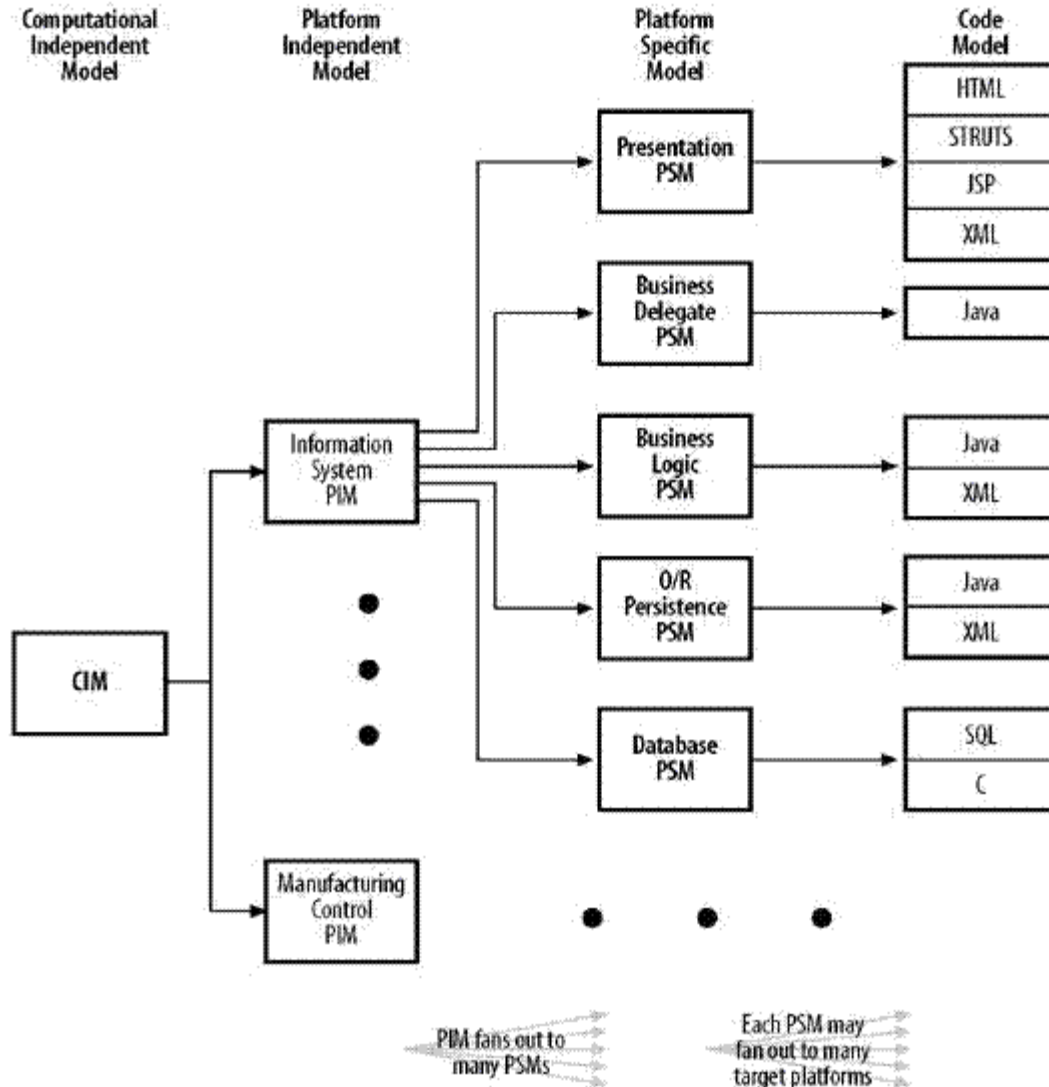 Computational
Independent
Model
Platform
Independent
Model
Platform
Specific
Model
Code
Model
HTML
STRUTS
JSP
XML
Presentation
PSM
Business
Delegate
PSM
Java
Information
System
PIM
Business
Logic
PSM
Java
XML
O/R
Persistence
PSM
Java
XML
CIM
Database
PSM
SQL
C
Manufacturing
Control
PIM
PIM fans out to
many PSMs
Each PSM may
fan out to many
target platforms